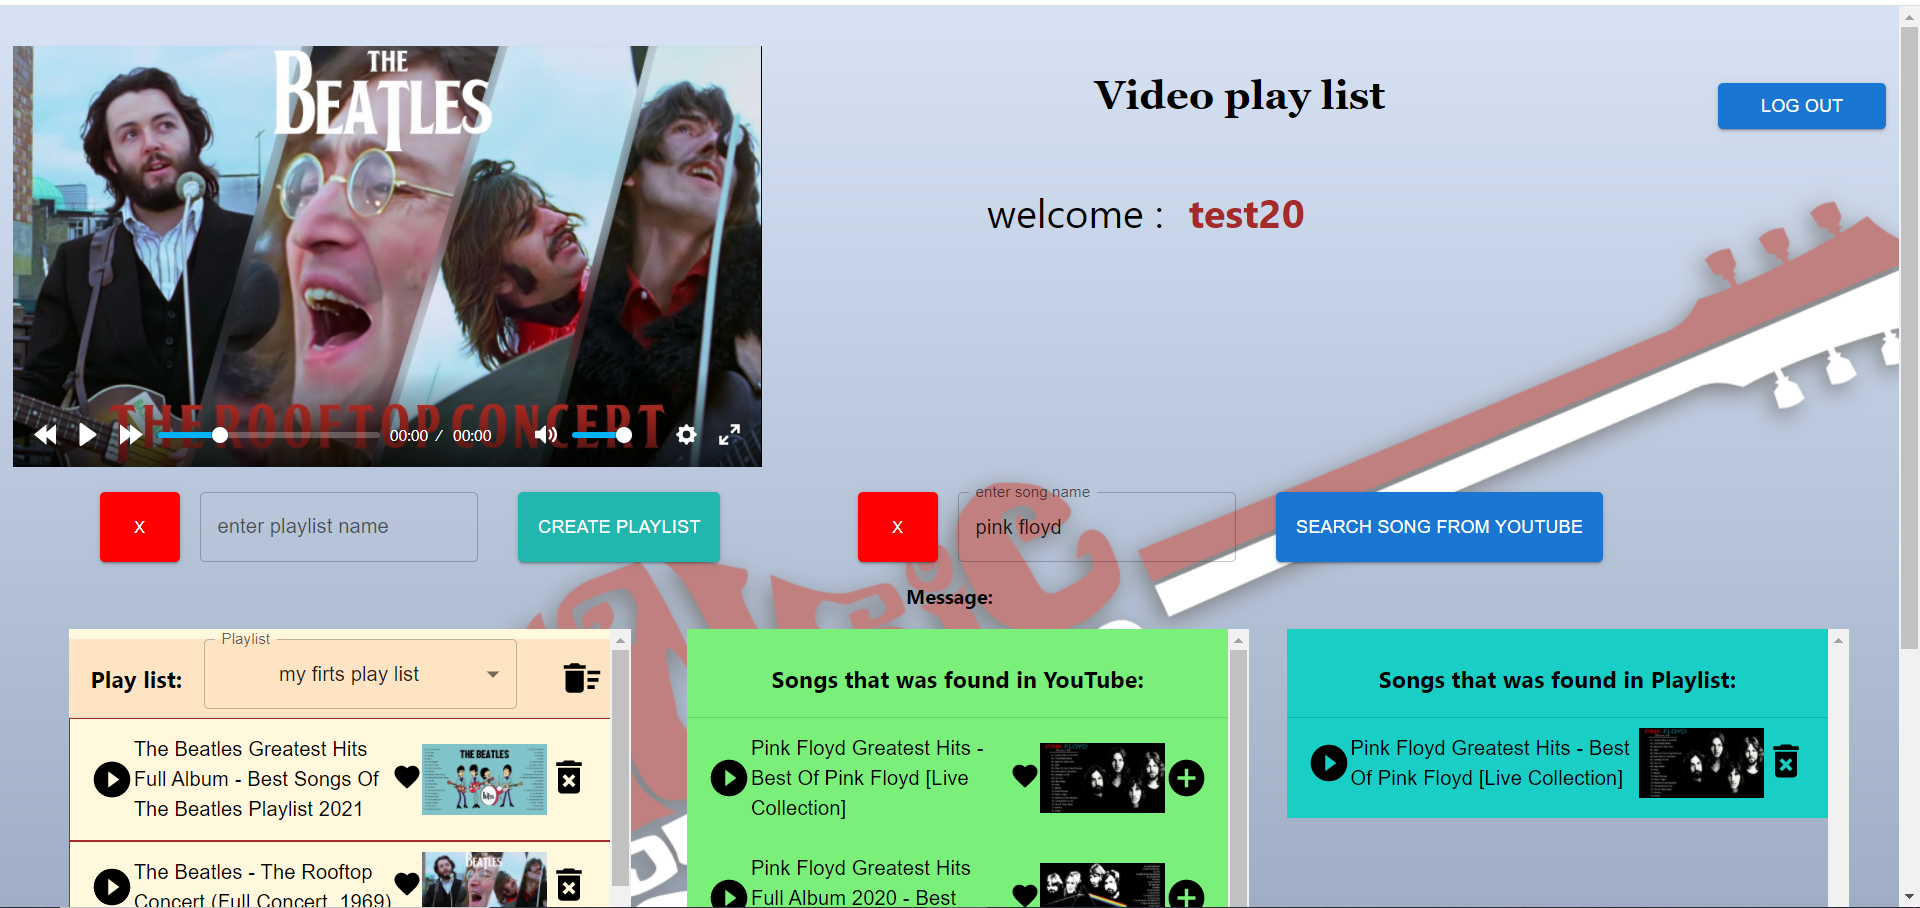 THE
BEATLES
THE ROOFTOP CONCERT
00:00 / 00:00
Video play list
LOG OUT
welcome : test20
X
enter playlist name
CREATE PLAYLIST
X
enter song name
pink floyd
SEARCH SONG FROM YOUTUBE
Message:
Playlist
Play list:
my firts play list
The Beatles Greatest Hits
Full Album - Best Songs Of
The Beatles Playlist 2021
THE BEATLES
The Beatles - The Rooftop
Concert (Full Concert, 1969)
BEATLES
Songs that was found in YouTube:
Pink Floyd Greatest Hits -
Best Of Pink Floyd [Live
Collection]
PINK FLOYD
Pink Floyd Greatest Hits
Full Album 2020 - Best
Songs that was found in Playlist:
Pink Floyd Greatest Hits - Best
Of Pink Floyd [Live Collection]
PINK FLOYD